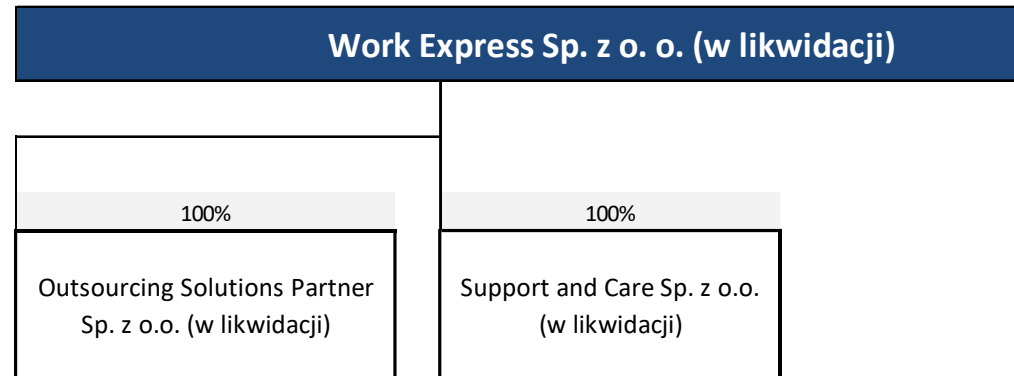 Work Express Sp. z o. o. (w likwidacji)
100%
100%
Outsourcing Solutions Partner
Sp. z o.o. (w likwidacji)
Support and Care Sp. z o.o.
(w likwidacji)